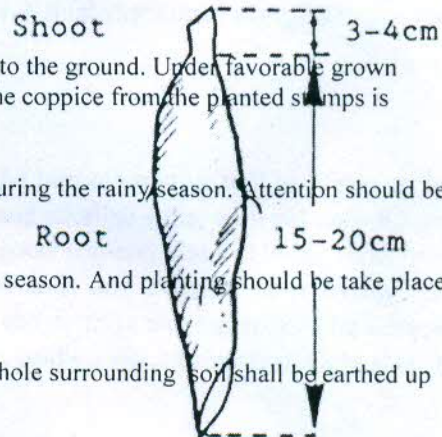 Shoot 3-4cm
to the ground. Under favorable grown
ne coppice from the planted stumps is
uring the rainy season. Attention should be
Root 15-20cm
season. And planting should be take place
hole surrounding soil shall be earthed up